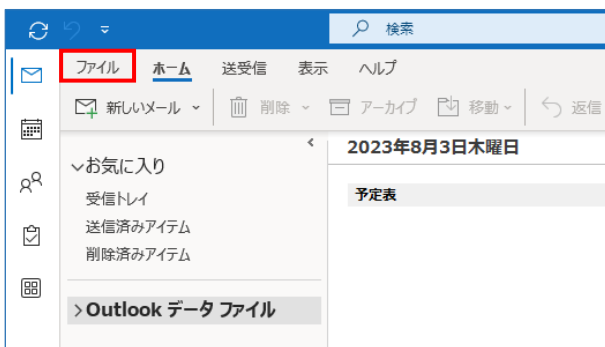 検索
ファイル ホーム 送受信 表示 ヘルプ
新しいメール 削除 アーカイブ 移動 返信
お気に入り
受信トレイ
送信済みアイテム
削除済みアイテム
Outlook データ ファイル
2023年8月3日木曜日
予定表